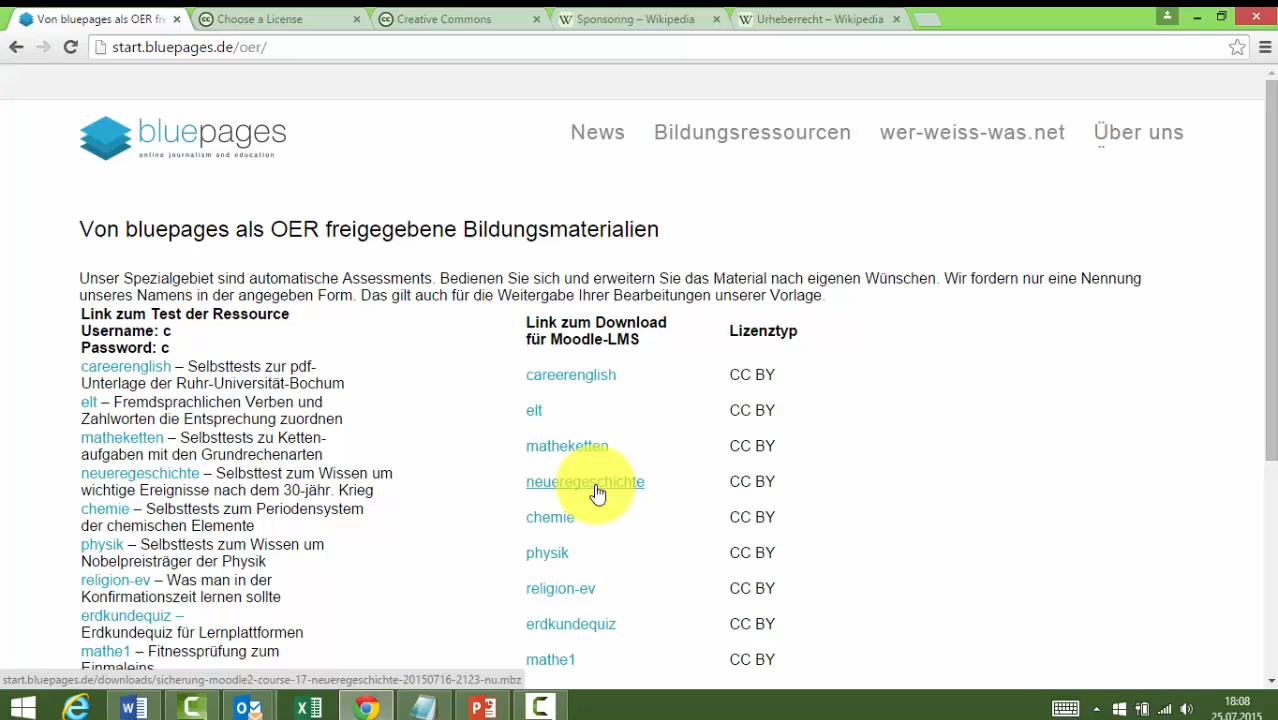 Von bluepages als OER fre
Choose a License
Creative Commons
Sponsoring – Wikipedia
Urheberrecht – Wikipedia
start.bluepages.de/oer/
bluepages
online journalism and education
News
Bildungsressourcen
wer-weiss-was.net
Über uns
Von bluepages als OER freigegebene Bildungsmaterialien
Unser Spezialgebiet sind automatische Assessments. Bedienen Sie sich und erweitern Sie das Material nach eigenen Wünschen. Wir fordern nur eine Nennung
unseres Namens in der angegeben Form. Das gilt auch für die Weitergabe Ihrer Bearbeitungen unserer Vorlage.
Link zum Test der Ressource
Username: c
Password: c
Link zum Download
für Moodle-LMS
Lizenztyp
careerenglish – Selbsttests zur pdf-
Unterlage der Ruhr-Universität-Bochum
careerenglish
CC BY
elt – Fremdsprachlichen Verben und
Zahlworten die Entsprechung zuordnen
elt
CC BY
matheketten – Selbsttests zu Ketten-
aufgaben mit den Grundrechenarten
matheketten
CC BY
neueregeschichte – Selbsttest zum Wissen um
wichtige Ereignisse nach dem 30-jähr. Krieg
neueregeschichte
CC BY
chemie – Selbsttests zum Periodensystem
der chemischen Elemente
chemie
CC BY
physik – Selbsttests zum Wissen um
Nobelpreisträger der Physik
physik
CC BY
religion-ev – Was man in der
Konfirmationszeit lernen sollte
religion-ev
CC BY
erdkundequiz –
Erdkundequiz für Lernplattformen
erdkundequiz
CC BY
mathe1 – Fitnessprüfung zum
Einmaleins
mathe1
CC BY
start.bluepages.de/downloads/sicherung-moodle2-course-17-neueregeschichte-20150716-2123-nu.mbz
18:08
25.07.2015